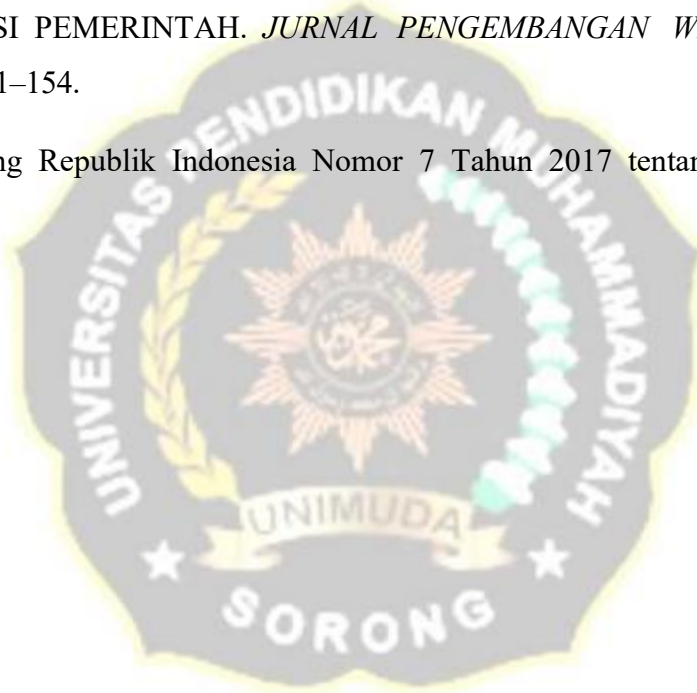 SI PEMERINTAH. JURNAL PENGEMBANGAN W
1–154.
ng Republik Indonesia Nomor 7 Tahun 2017 tentan
UNIVERSITAS PENDIDIKAN MUHAMMADIYAH
UNIMUDA
SORONG